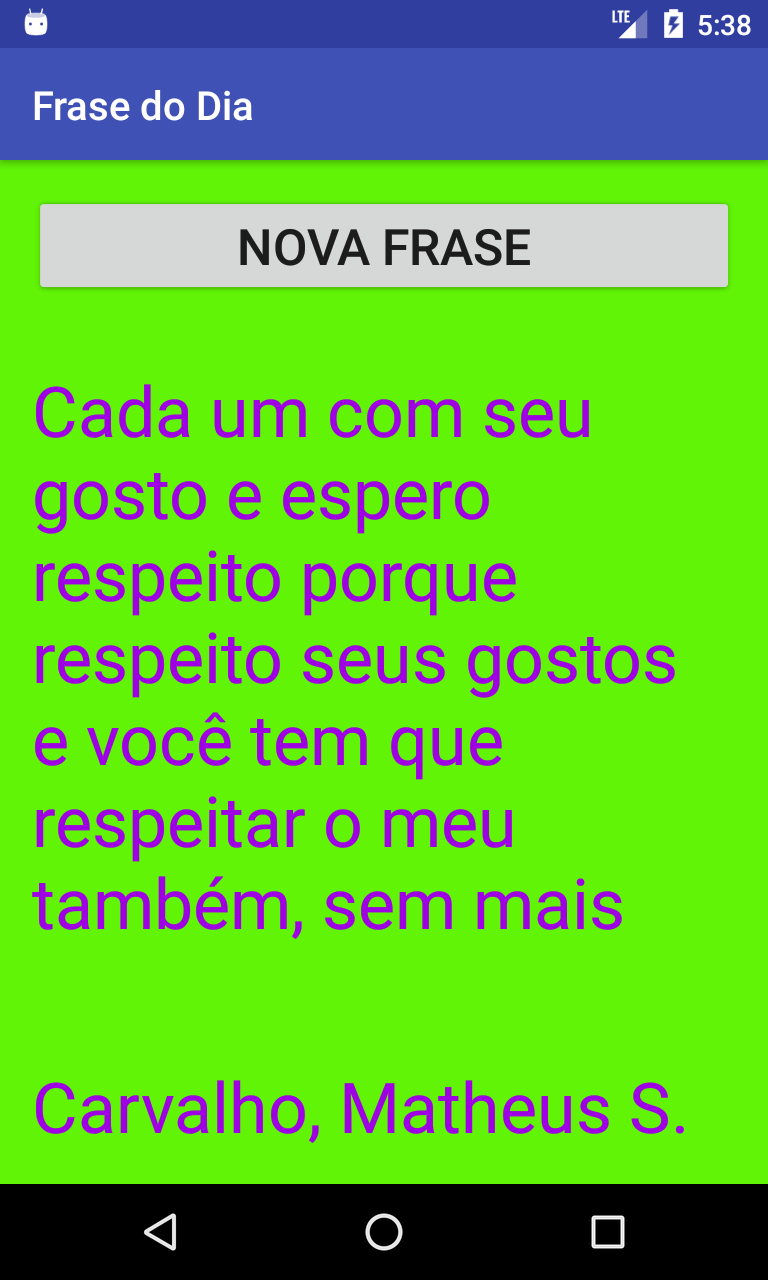 LTE 5:38
Frase do Dia
NOVA FRASE
Cada um com seu
gosto e espero
respeito porque
respeito seus gostos
e você tem que
respeitar o meu
também, sem mais
Carvalho, Matheus S.